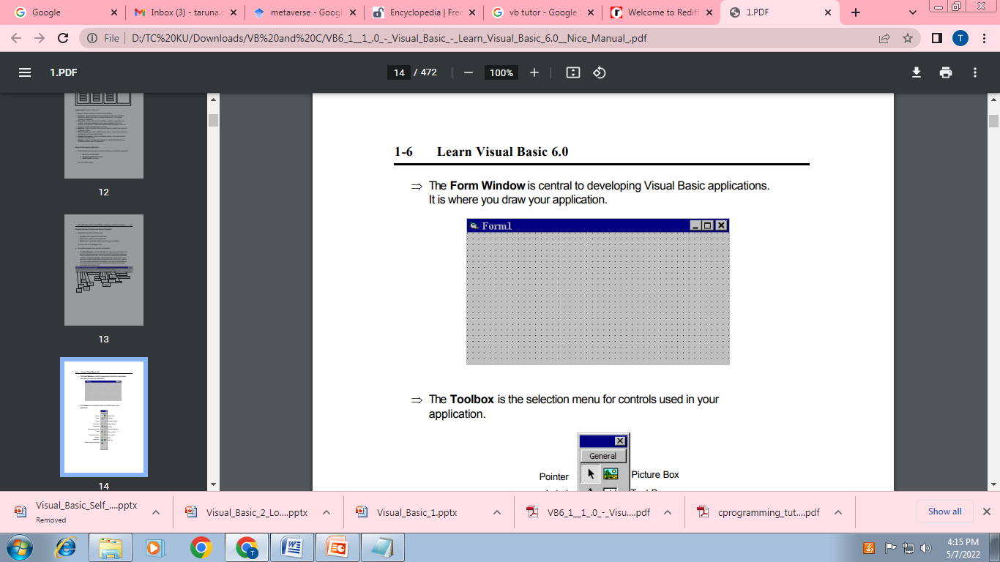 Google
Inbox (3) - taruna.c
metaverse - Googl
Encyclopedia | Free
vb tutor - Google S
Welcome to Rediff
1.PDF
File
D:/TC%20KU/Downloads/VB%20and%20C/VB6_1__1_.0_-_Visual_Basic_-_Learn_Visual_Basic_6.0__Nice_Manual_.pdf
T
1.PDF
14 / 472
100%
12
13
14
1-6 Learn Visual Basic 6.0
⇒ The Form Window is central to developing Visual Basic applications.
It is where you draw your application.
Form1
⇒ The Toolbox is the selection menu for controls used in your
application.
General
Pointer
Picture Box
Visual_Basic_Self_....pptx
Removed
Visual_Basic_2_Lo....pptx
Visual_Basic_1.pptx
VB6_1__1_.0_-_Visu....pdf
cprogramming_tut....pdf
Show all
T
4:15 PM
5/7/2022